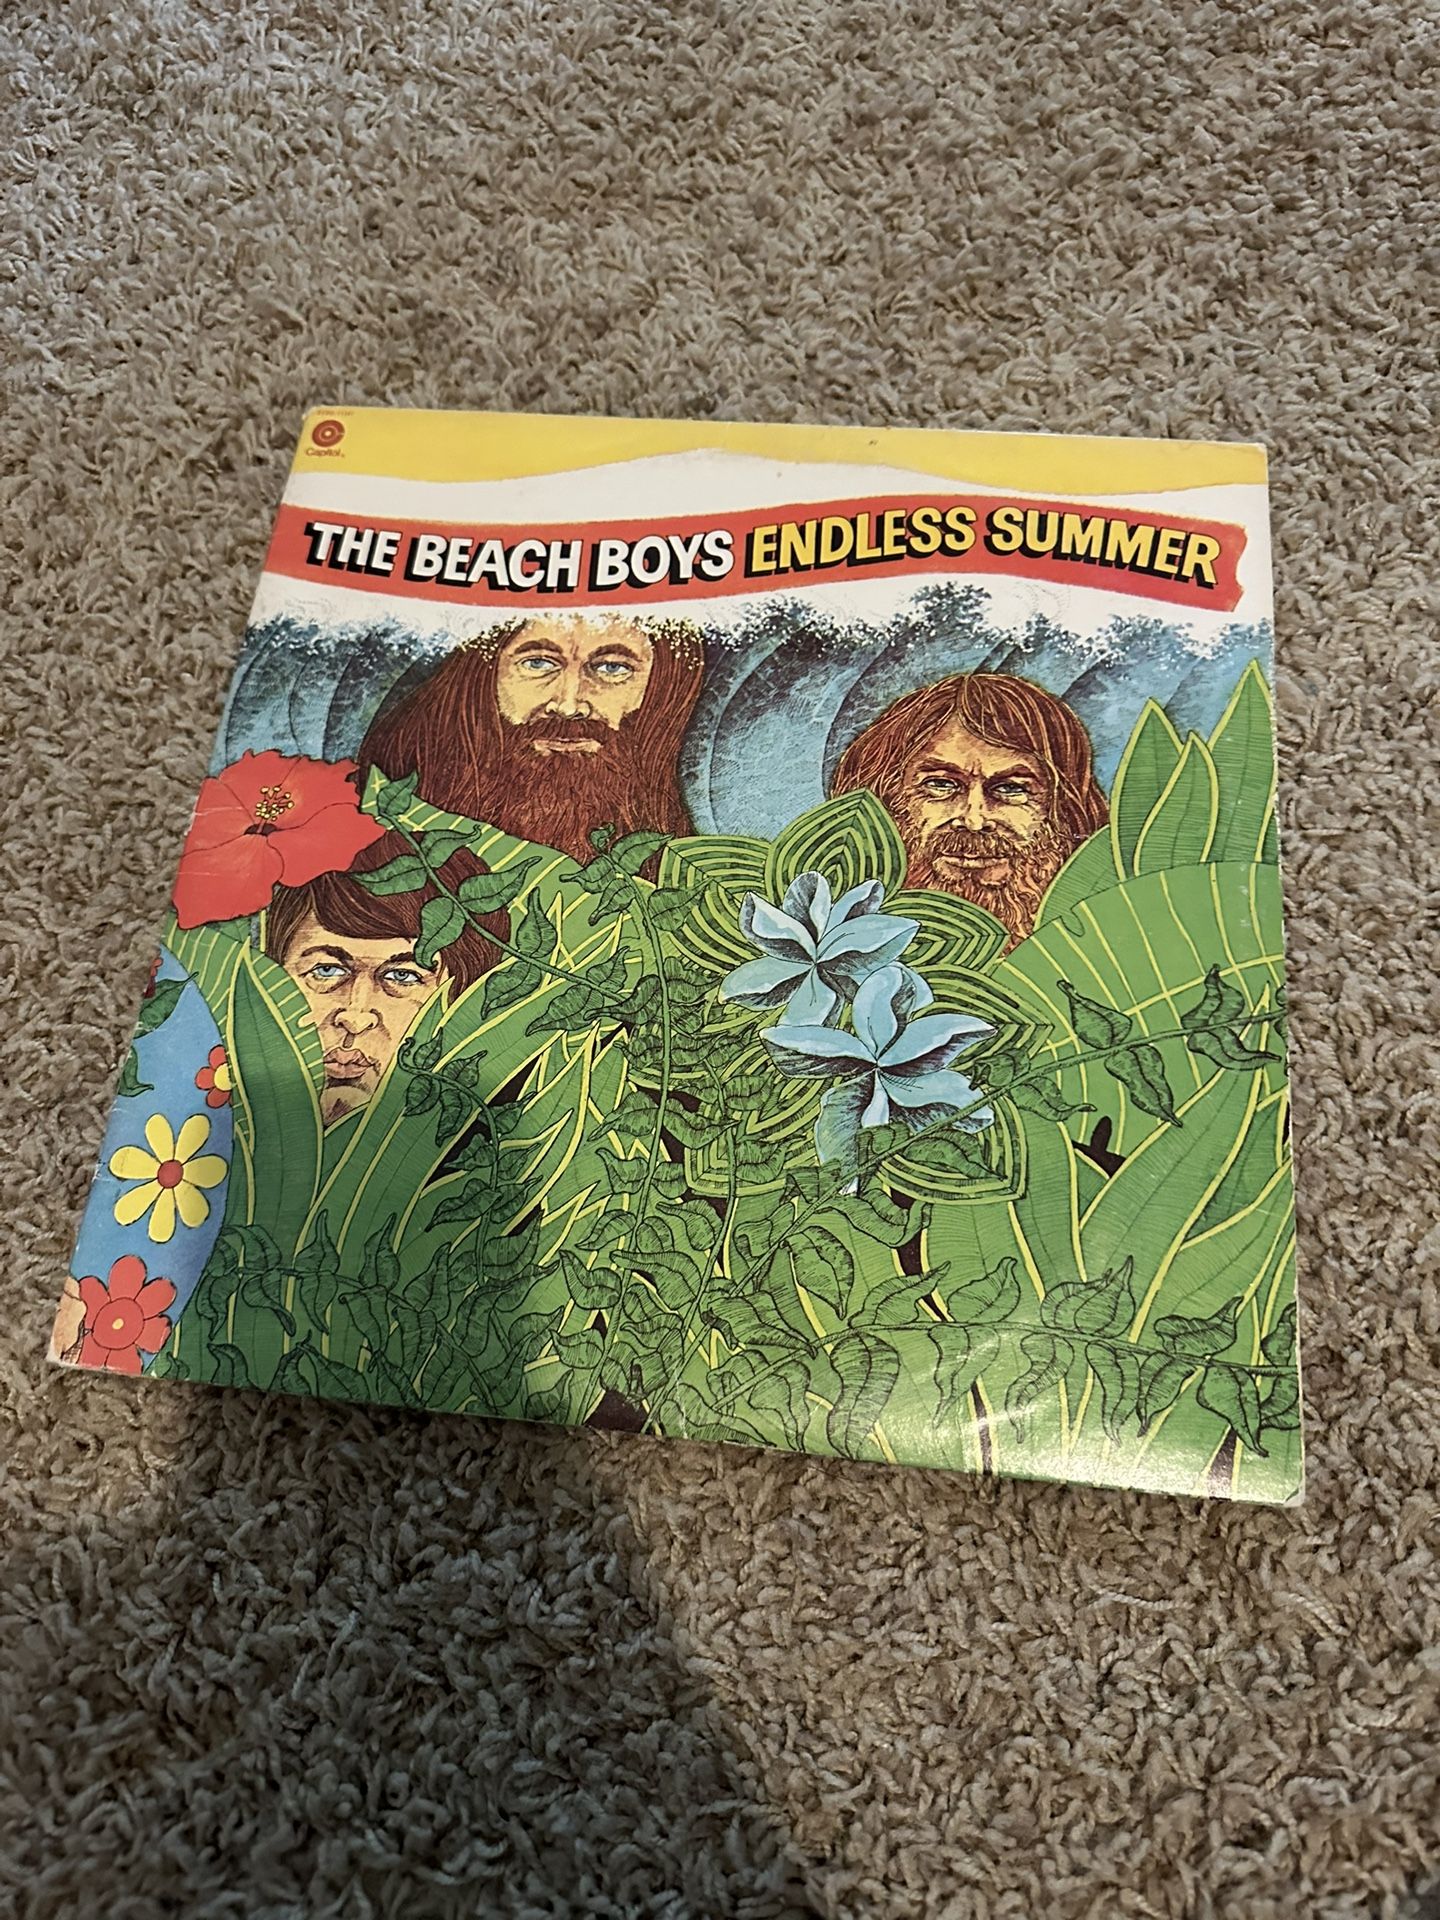 Capitol
THE BEACH BOYS ENDLESS SUMMER